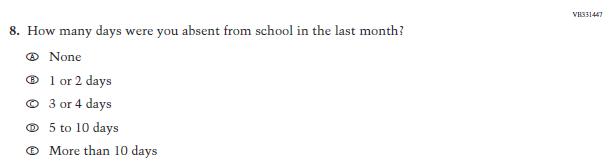 VB331447
8. How many days were you absent from school in the last month?
Ⓐ None
Ⓑ 1 or 2 days
Ⓒ 3 or 4 days
Ⓓ 5 to 10 days
Ⓔ More than 10 days